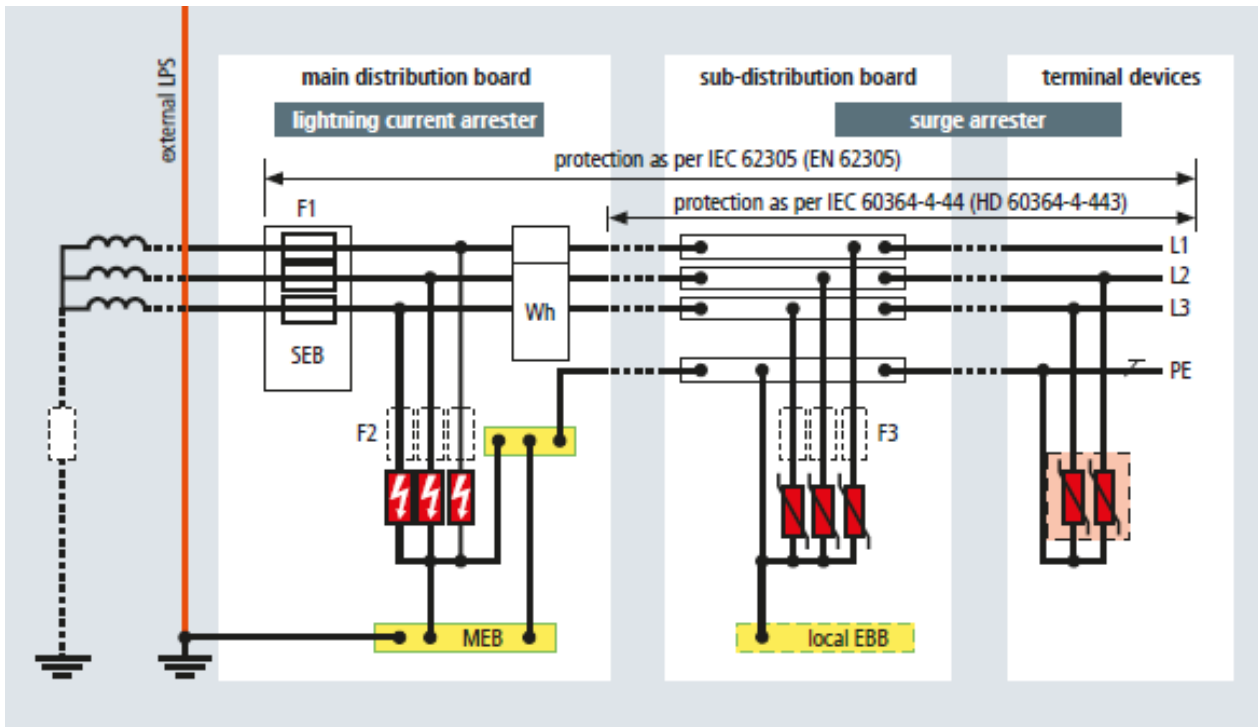 external LPS
main distribution board
sub-distribution board
terminal devices
lightning current arrester
surge arrester
protection as per IEC 62305 (EN 62305)
protection as per IEC 60364-4-44 (HD 60364-4-443)
F1
L1
L2
L3
Wh
SEB
PE
F2
F3
MEB
local EBB